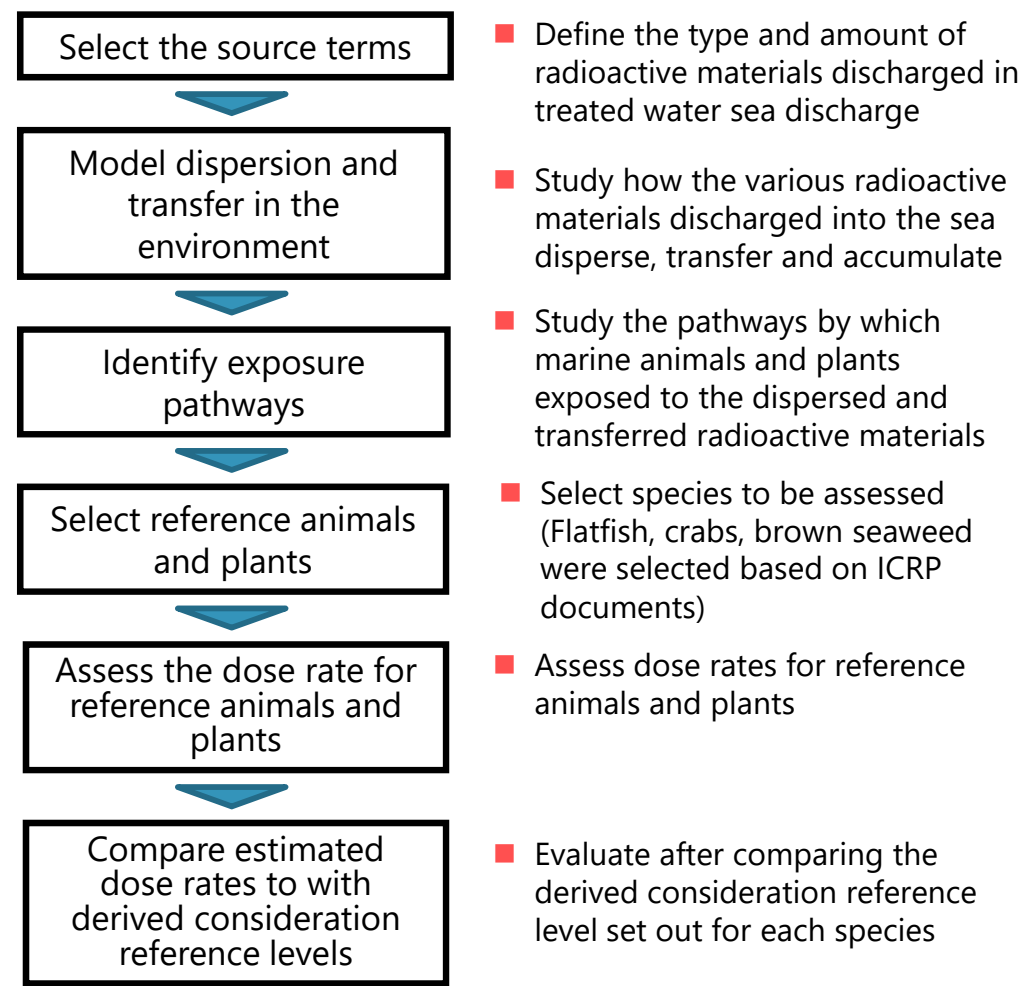 Select the source terms
■ Define the type and amount of
radioactive materials discharged in
treated water sea discharge
Model dispersion and
transfer in the
environment
■ Study how the various radioactive
materials discharged into the sea
disperse, transfer and accumulate
Identify exposure
pathways
■ Study the pathways by which
marine animals and plants
exposed to the dispersed and
transferred radioactive materials
Select reference animals
and plants
■ Select species to be assessed
(Flatfish, crabs, brown seaweed
were selected based on ICRP
documents)
Assess the dose rate for
reference animals and
plants
■ Assess dose rates for reference
animals and plants
Compare estimated
dose rates to with
derived consideration
reference levels
■ Evaluate after comparing the
derived consideration reference
level set out for each species